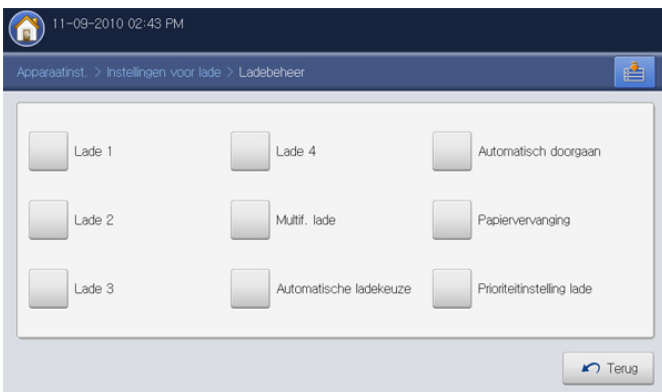 11-09-2010 02:43 PM
Apparaatinst. > Instellingen voor lade > Ladebeheer
Lade 1 Lade 4 Automatisch doorgaan
Lade 2 Multif. lade Papiervervanging
Lade 3 Automatische ladekeuze Prioriteitinstelling lade
Terug